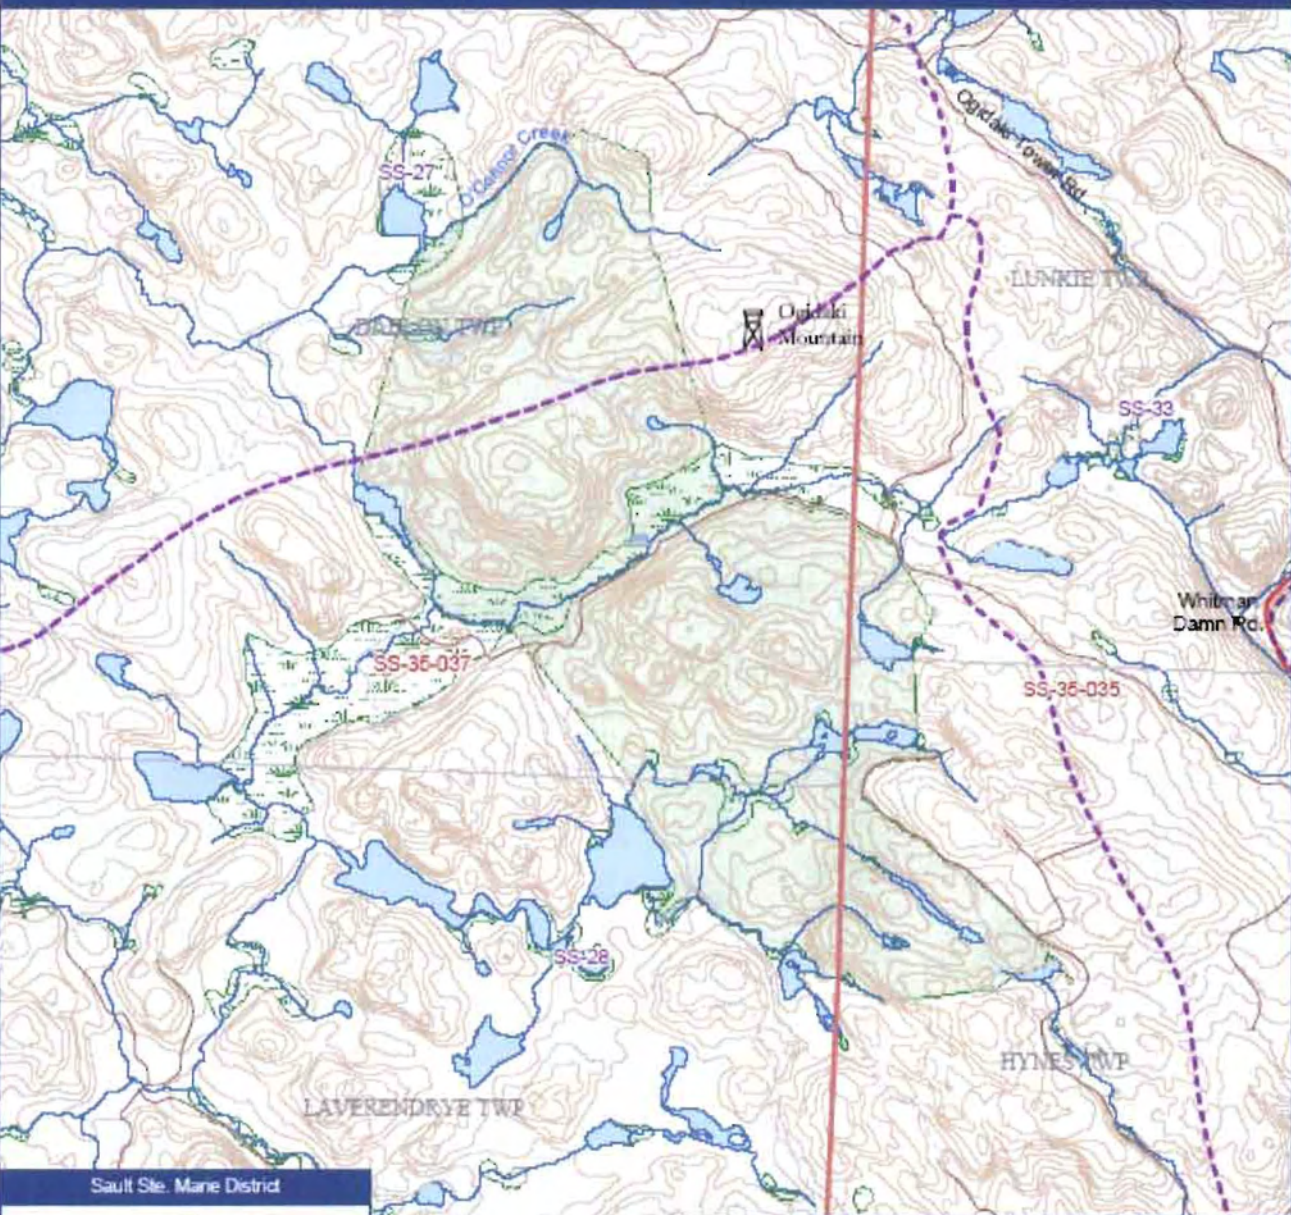 SS-27
O'Connor Creek
Ogidaki Tower Rd
LUNKIE TWP
Ogidaki
Mountain
TWP
SS-33
Whitman
Damn Rd.
SS-35-037
SS-35-035
SS-28
HYNES TWP
LAVERENDRYE TWP
Sault Ste. Marie District